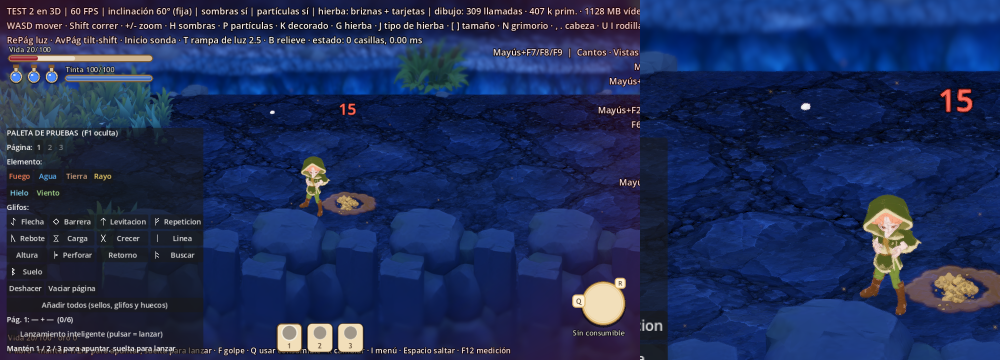 TEST 2 en 3D | 60 FPS | inclinación 60° (fija) | sombras sí | partículas sí | hierba: briznas + tarjetas | dibujo: 309 llamadas · 407 k prim. · 1128 MB vide
WASD mover · Shift correr · +/- zoom · H sombras · P partículas · K decorado · G hierba · J tipo de hierba · [ ] tamaño · N grimorio · , . cabeza · U I rodilla
RePág luz · AvPág tilt-shift · Inicio sonda · T rampa de luz 2.5 · B relieve · estado: 0 casillas, 0.00 ms
Vida 20/100
Mayús+F7/F8/F9 | Cantos · Vistas
M
Tinta 100/100
Mayús+
15
15
Mayús+F2
F6
PALETA DE PRUEBAS (F1 oculta)
Página: 1 2 3
Elemento:
Fuego Agua Tierra Rayo
Mayú
Hielo Viento
Glifos:
Flecha Barrera Levitacion Repeticion
Rebote Carga Crecer Linea
Altura Perforar Retorno Buscar
Suelo
R
Deshacer Vaciar página
Q
Añadir todos (sellos, glifos y huecos)
Pág. 1: — + — (0/6)
cion
Lanzamiento inteligente (pulsar = lanzar)
Sin consumible
1 2 3
Mantén 1/2/3 para apuntar, suelta para lanzar · F golpe · Q usar
I menú · Espacio saltar · F12 medición